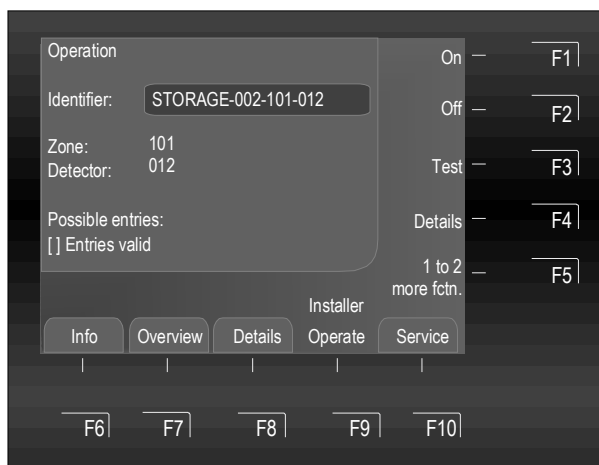 Operation
On
F1
Identifier:
STORAGE-002-101-012
Off
F2
Zone:
101
Detector:
012
Test
F3
Possible entries:
[ ] Entries valid
Details
F4
1 to 2
more fctn.
F5
Installer
Info
Overview
Details
Operate
Service
F6
F7
F8
F9
F10